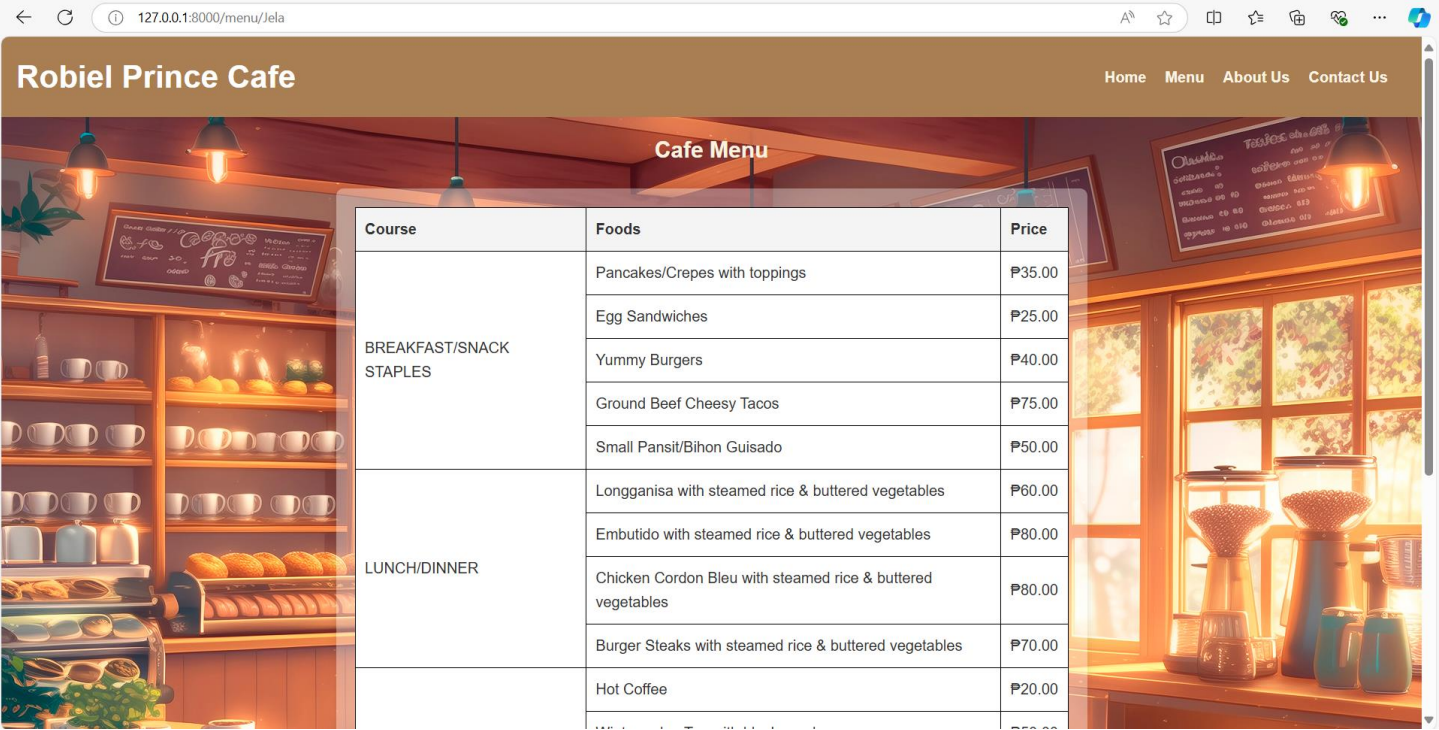 127.0.0.1:8000/menu/Jela
Robiel Prince Cafe
Home Menu About Us Contact Us
Cafe Menu
Course Foods Price
BREAKFAST/SNACK
STAPLES
Pancakes/Crepes with toppings ₱35.00
Egg Sandwiches ₱25.00
Yummy Burgers ₱40.00
Ground Beef Cheesy Tacos ₱75.00
Small Pansit/Bihon Guisado ₱50.00
LUNCH/DINNER
Longganisa with steamed rice & buttered vegetables ₱60.00
Embutido with steamed rice & buttered vegetables ₱80.00
Chicken Cordon Bleu with steamed rice & buttered
vegetables ₱80.00
Burger Steaks with steamed rice & buttered vegetables ₱70.00
Hot Coffee ₱20.00